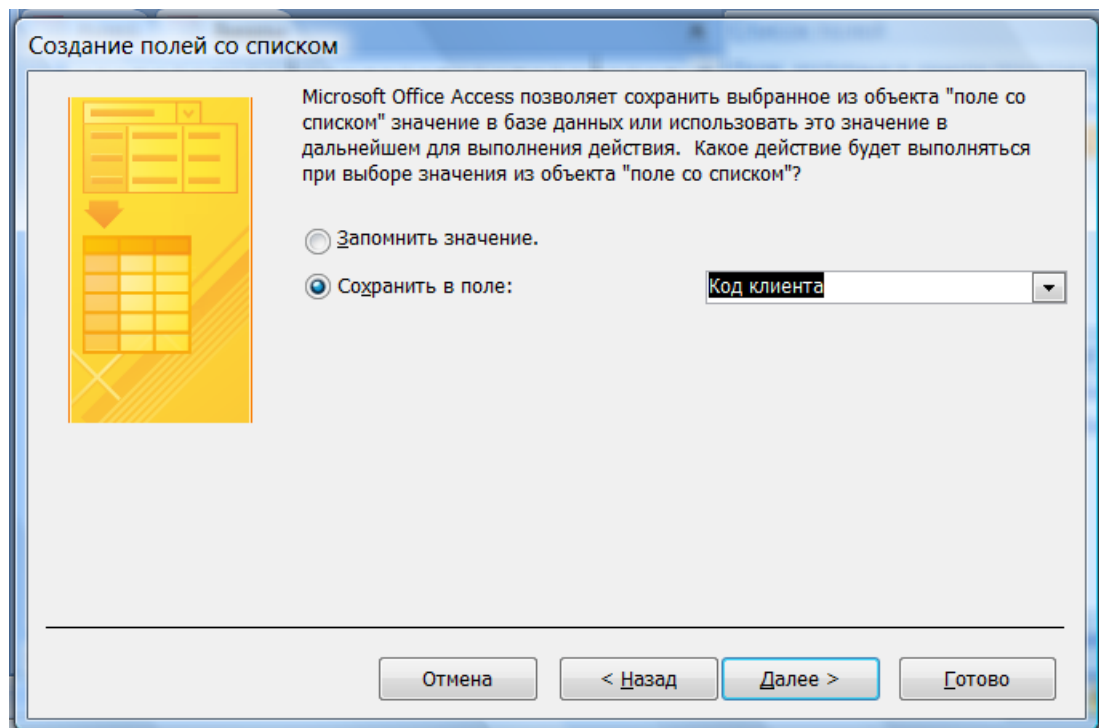 Создание полей со списком
Microsoft Office Access позволяет сохранить выбранное из объекта "поле со
списком" значение в базе данных или использовать это значение в
дальнейшем для выполнения действия. Какое действие будет выполняться
при выборе значения из объекта "поле со списком"?
Запомнить значение.
Сохранить в поле: Код клиента
Отмена < Назад Далее > Готово